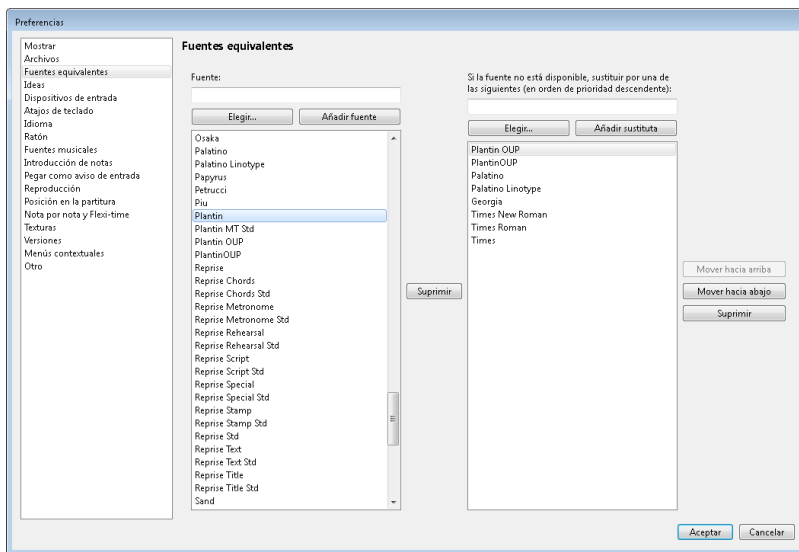 Preferencias
Mostrar
Archivos
Fuentes equivalentes
Ideas
Dispositivos de entrada
Atajos de teclado
Idioma
Ratón
Fuentes musicales
Introducción de notas
Pegar como aviso de entrada
Reproducción
Posición en la partitura
Nota por nota y Flexi-time
Texturas
Versiones
Menús contextuales
Otro
Fuentes equivalentes
Fuente:
Elegir...
Añadir fuente
Osaka
Palatino
Palatino Linotype
Papyrus
Petrucci
Piu
Plantin
Plantin MT Std
Plantin OUP
PlantinOUP
Reprise
Reprise Chords
Reprise Chords Std
Reprise Metronome
Reprise Metronome Std
Reprise Rehearsal
Reprise Rehearsal Std
Reprise Script
Reprise Script Std
Reprise Special
Reprise Special Std
Reprise Stamp
Reprise Stamp Std
Reprise Std
Reprise Text
Reprise Text Std
Reprise Title
Reprise Title Std
Sand
Suprimir
Si la fuente no está disponible, sustituir por una de
las siguientes (en orden de prioridad descendente):
Elegir...
Añadir sustituta
Plantin OUP
PlantinOUP
Palatino
Palatino Linotype
Georgia
Times New Roman
Times Roman
Times
Mover hacia arriba
Mover hacia abajo
Suprimir
Aceptar
Cancelar